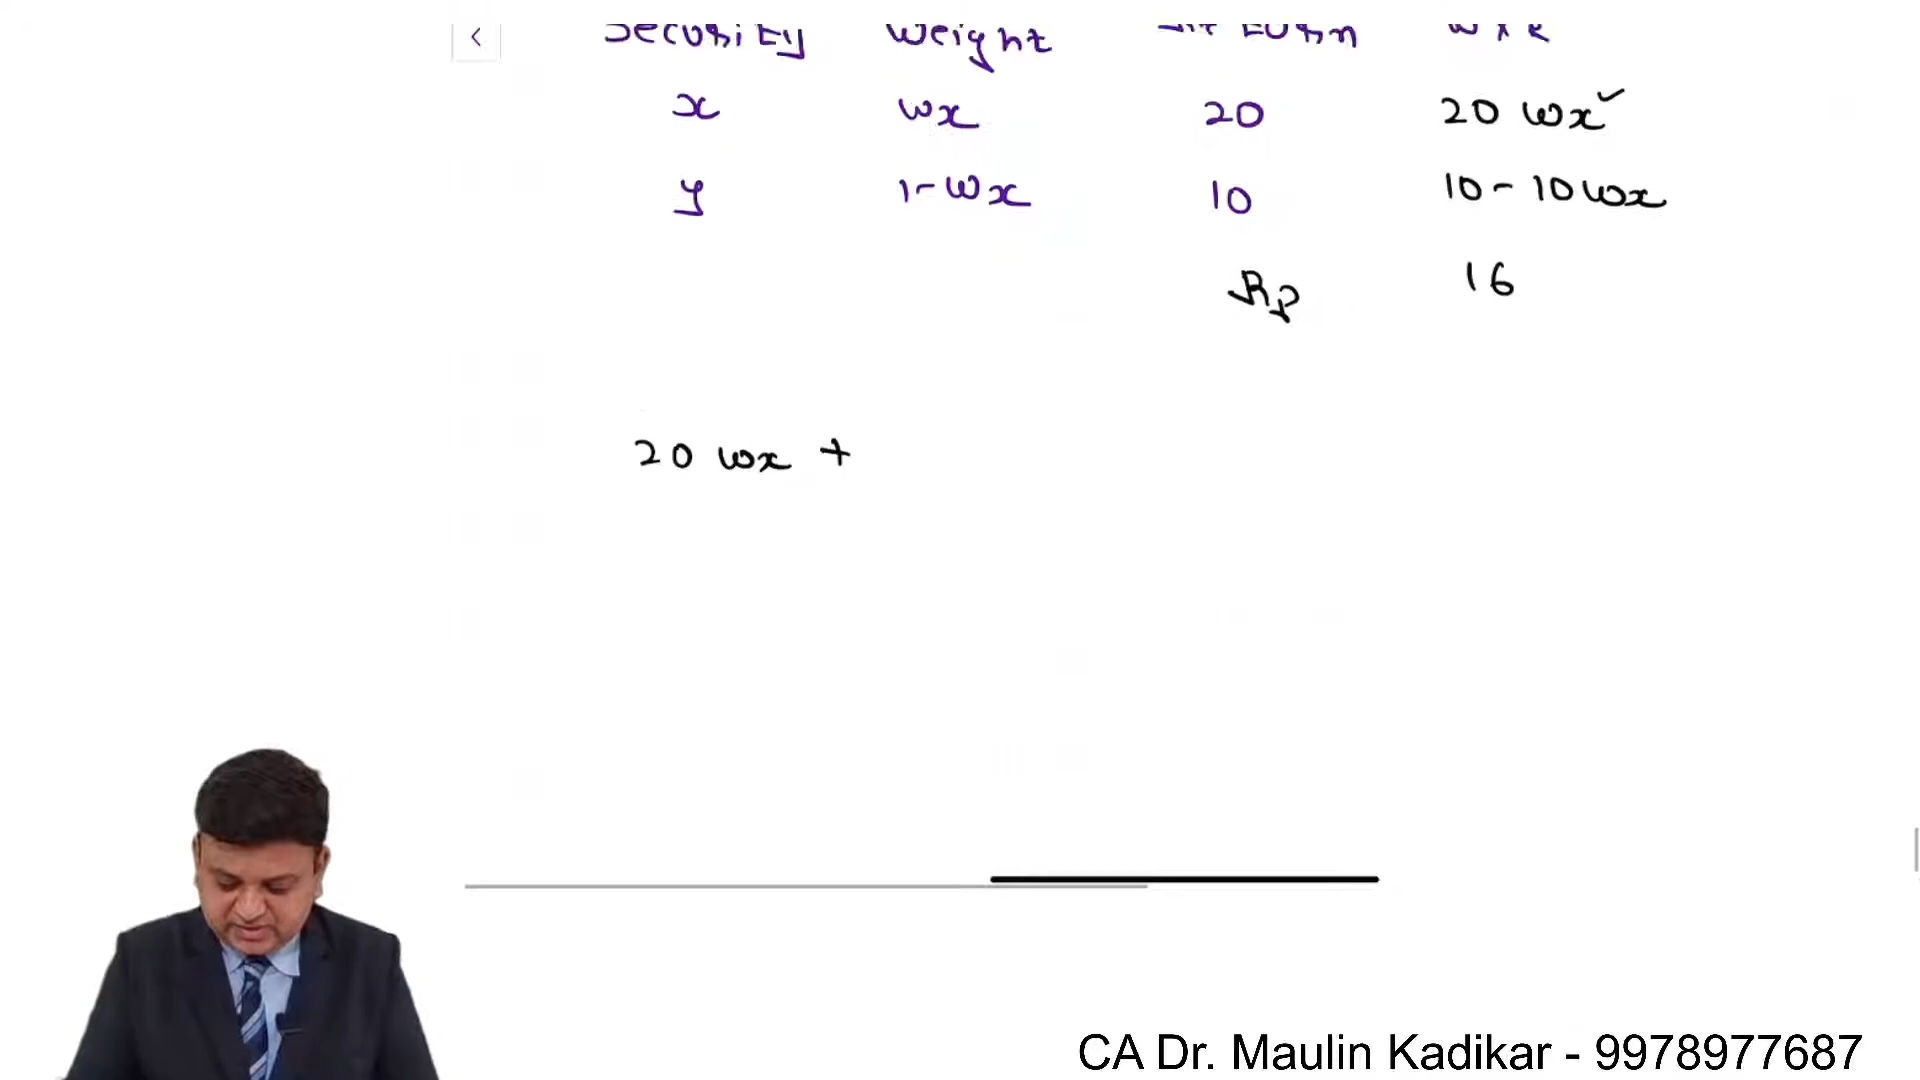 Security Weight Return W×R
x wx 20 20 wx ✓
y 1-wx 10 10 - 10wx
Rp 16
20 wx +
CA Dr. Maulin Kadikar - 9978977687